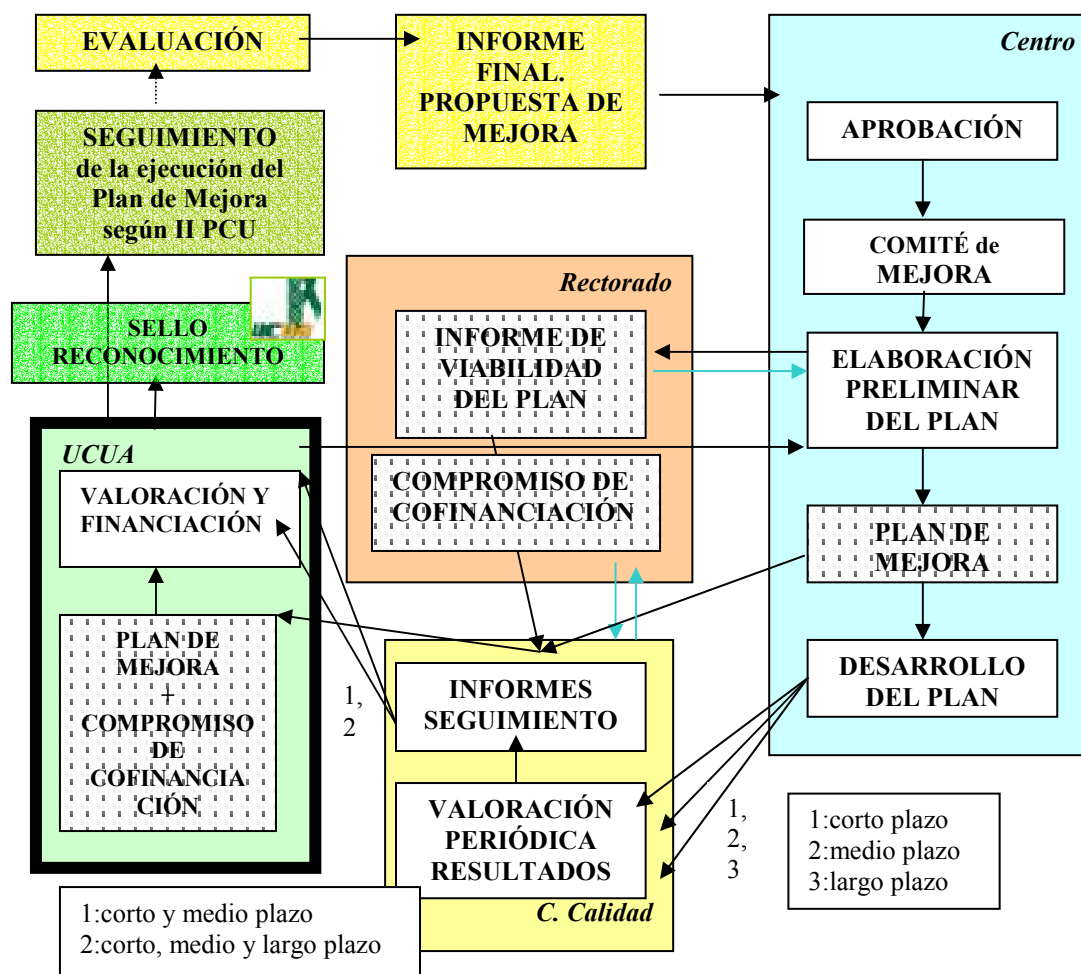 EVALUACIÓN
INFORME
FINAL.
PROPUESTA DE
MEJORA
SEGUIMIENTO
de la ejecución del
Plan de Mejora
según II PCU
SELLO
RECONOCIMIENTO
UCUA
VALORACIÓN Y
FINANCIACIÓN
PLAN DE
MEJORA
+
COMPROMISO
DE
COFINANCIA
CIÓN
1:corto y medio plazo
2:corto, medio y largo plazo
Rectorado
INFORME DE
VIABILIDAD
DEL PLAN
COMPROMISO DE
COFINANCIACIÓN
1,
2
INFORMES
SEGUIMIENTO
VALORACIÓN
PERIÓDICA
RESULTADOS
C. Calidad
1,
2,
3
Centro
APROBACIÓN
COMITÉ de
MEJORA
ELABORACIÓN
PRELIMINAR
DEL PLAN
PLAN DE
MEJORA
DESARROLLO
DEL PLAN
1:corto plazo
2:medio plazo
3:largo plazo